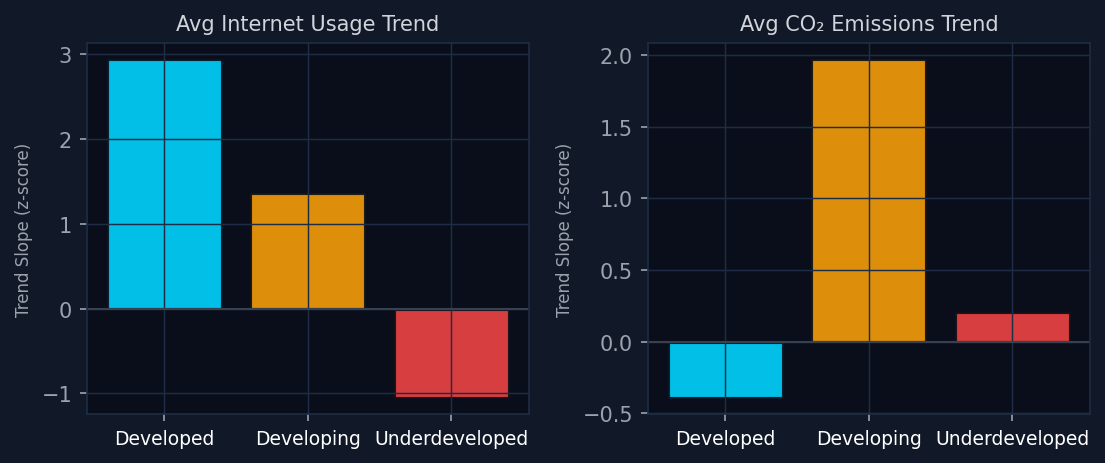 Avg Internet Usage Trend
Trend Slope (z-score)
3
2
1
0
−1
Developed Developing Underdeveloped
Avg CO₂ Emissions Trend
Trend Slope (z-score)
2.0
1.5
1.0
0.5
0.0
−0.5
Developed Developing Underdeveloped